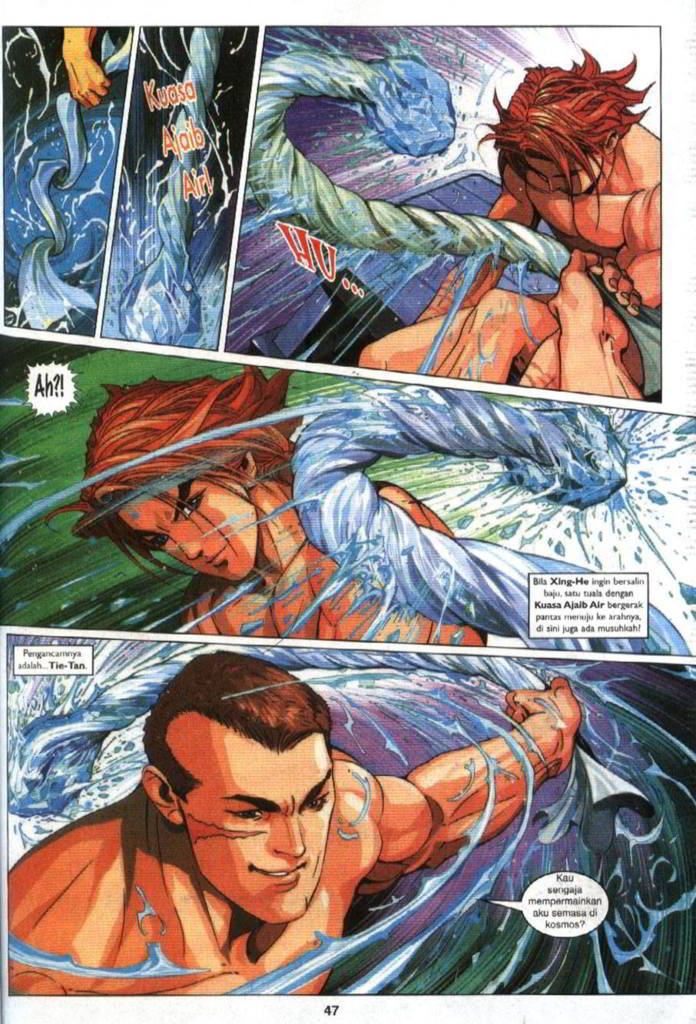 Kuasa
Ajaib
Air!
HU...
Ah?!
Bila Xing-He ingin bersalin
baju, satu tuala dengan
Kuasa Ajaib Air bergerak
pantas menuju ke arahnya,
di sini juga ada musuhkah?
Pengancamnya
adalah...Tie-Tan.
Kau
sengaja
mempermainkan
aku semasa di
kosmos?
47